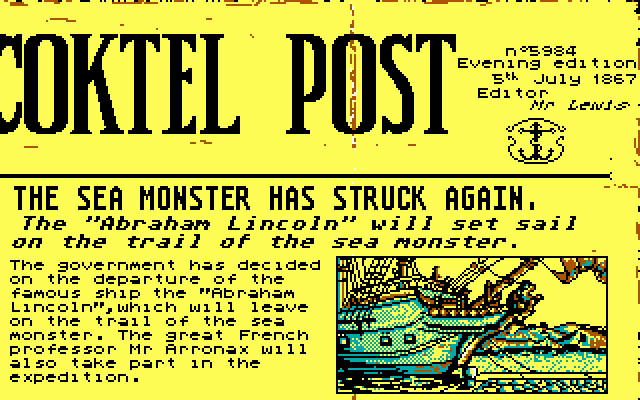 COKTEL POST
n°5984
Evening edition
5th July 1867
Editor
Mr Lewis
THE SEA MONSTER HAS STRUCK AGAIN.
The "Abraham Lincoln" will set sail
on the trail of the sea monster.
The government has decided
on the departure of the
famous ship the "Abraham
Lincoln",which will leave
on the trail of the sea
monster. The great French
professor Mr Arronax will
also take part in the
expedition.